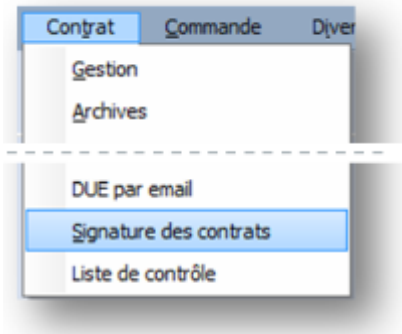 Contrat Commande Diver
Gestion
Archives
DUE par email
Signature des contrats
Liste de contrôle